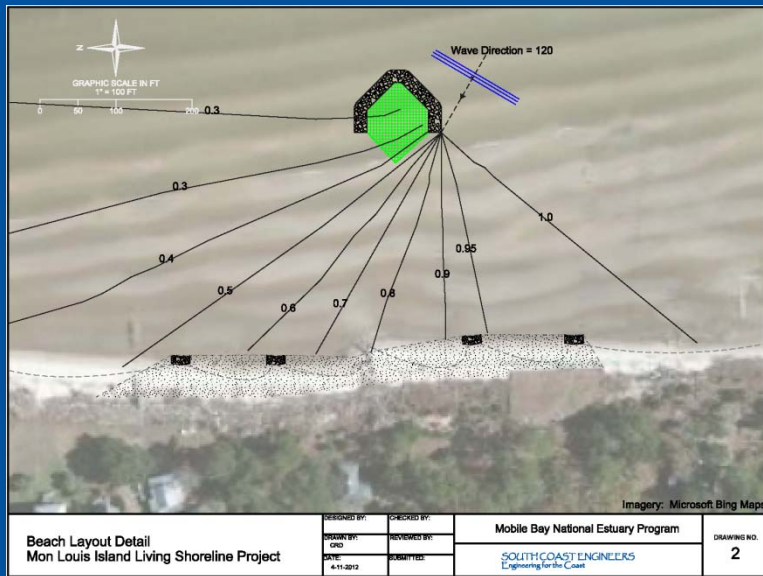 Wave Direction = 120
N
GRAPHIC SCALE IN FT
1" = 100 FT
0 50 100 200
0.3
0.3
0.4
0.5
0.6
0.7
0.8
0.9
0.95
1.0
Imagery: Microsoft Bing Maps
Beach Layout Detail
Mon Louis Island Living Shoreline Project
DESIGNED BY:
CHECKED BY:
DRAWN BY:
CRD
REVIEWED BY:
DATE:
4-11-2012
SUBMITTED:
Mobile Bay National Estuary Program
SOUTH COAST ENGINEERS
Engineering for the Coast
DRAWING NO.
2